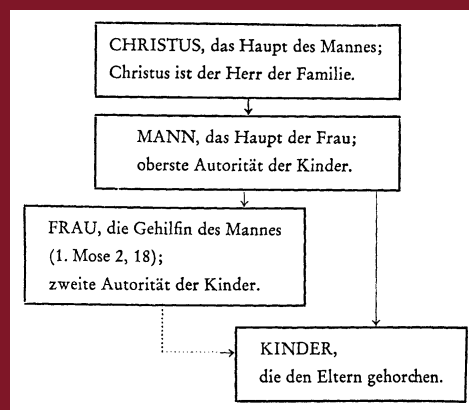 CHRISTUS, das Haupt des Mannes;
Christus ist der Herr der Familie.
MANN, das Haupt der Frau;
oberste Autorität der Kinder.
FRAU, die Gehilfin des Mannes
(1. Mose 2, 18);
zweite Autorität der Kinder.
KINDER,
die den Eltern gehorchen.